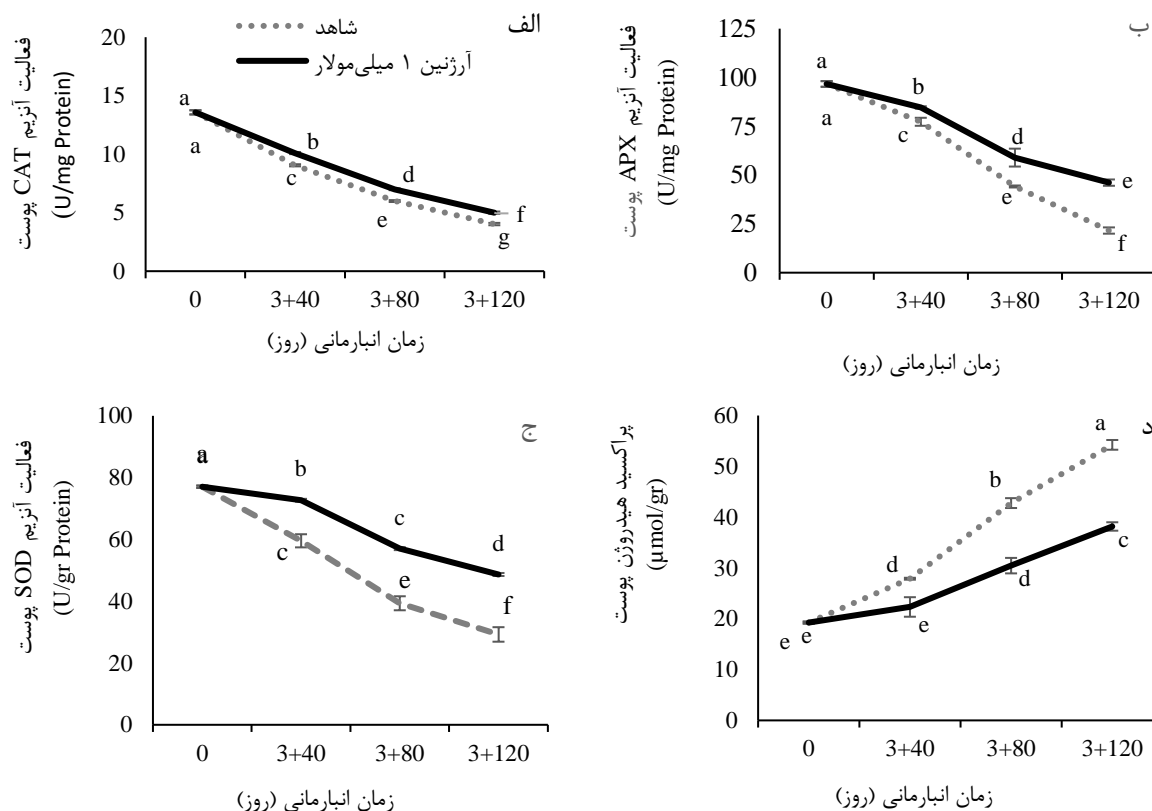 الف
شاهد
آرژنین ۱ میلی‌مولار
فعالیت آنزیم CAT پوست
(U/mg Protein)
20
15
10
5
0
a
a
b
c
d
e
f
g
0
3+40
3+80
3+120
زمان انبارمانی (روز)
ب
فعالیت آنزیم APX پوست
(U/mg Protein)
125
100
75
50
25
0
a
a
b
c
d
e
e
f
0
3+40
3+80
3+120
زمان انبارمانی (روز)
ج
فعالیت آنزیم SOD پوست
(U/gr Protein)
100
80
60
40
20
0
a
a
b
c
c
e
d
f
0
3+40
3+80
3+120
زمان انبارمانی (روز)
د
پراکسید هیدروژن پوست
(µmol/gr)
60
50
40
30
20
10
0
e
e
d
e
b
d
a
c
0
3+40
3+80
3+120
زمان انبارمانی (روز)